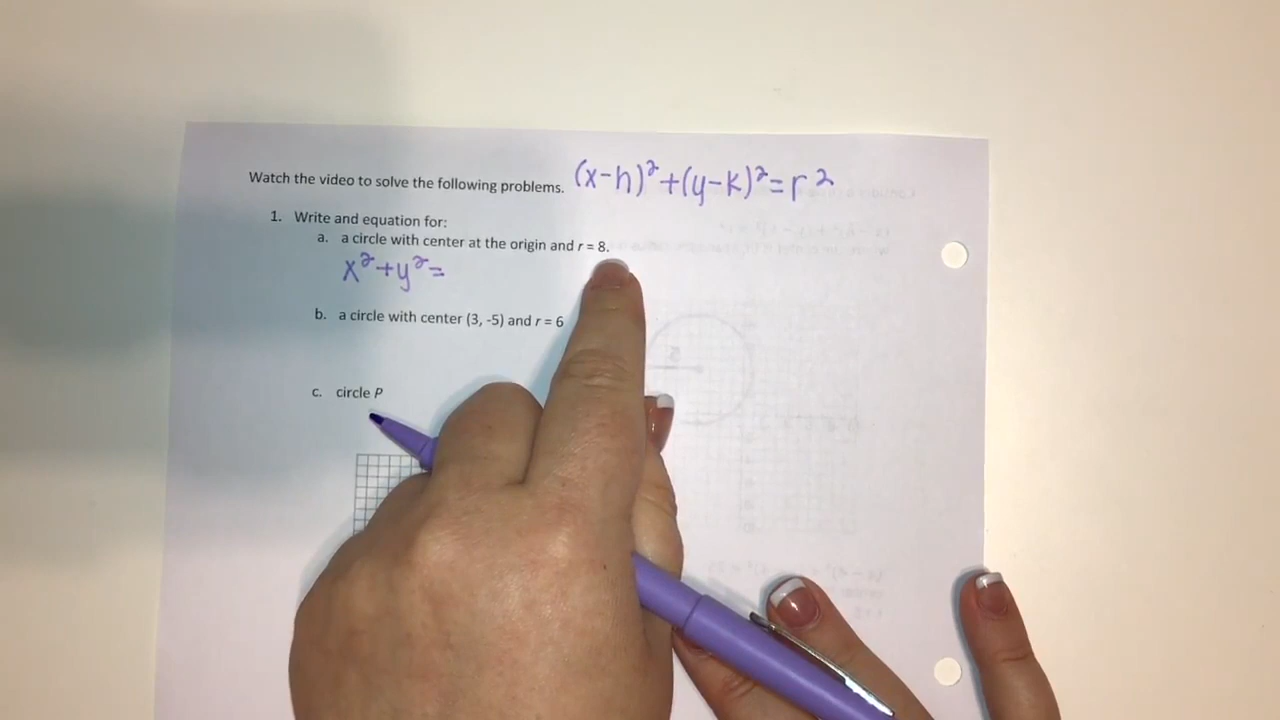 Watch the video to solve the following problems. (x-h)²+(y-k)²=r²
1. Write and equation for:
a. a circle with center at the origin and r = 8.
x²+y²=
b. a circle with center (3, -5) and r = 6
c. circle P